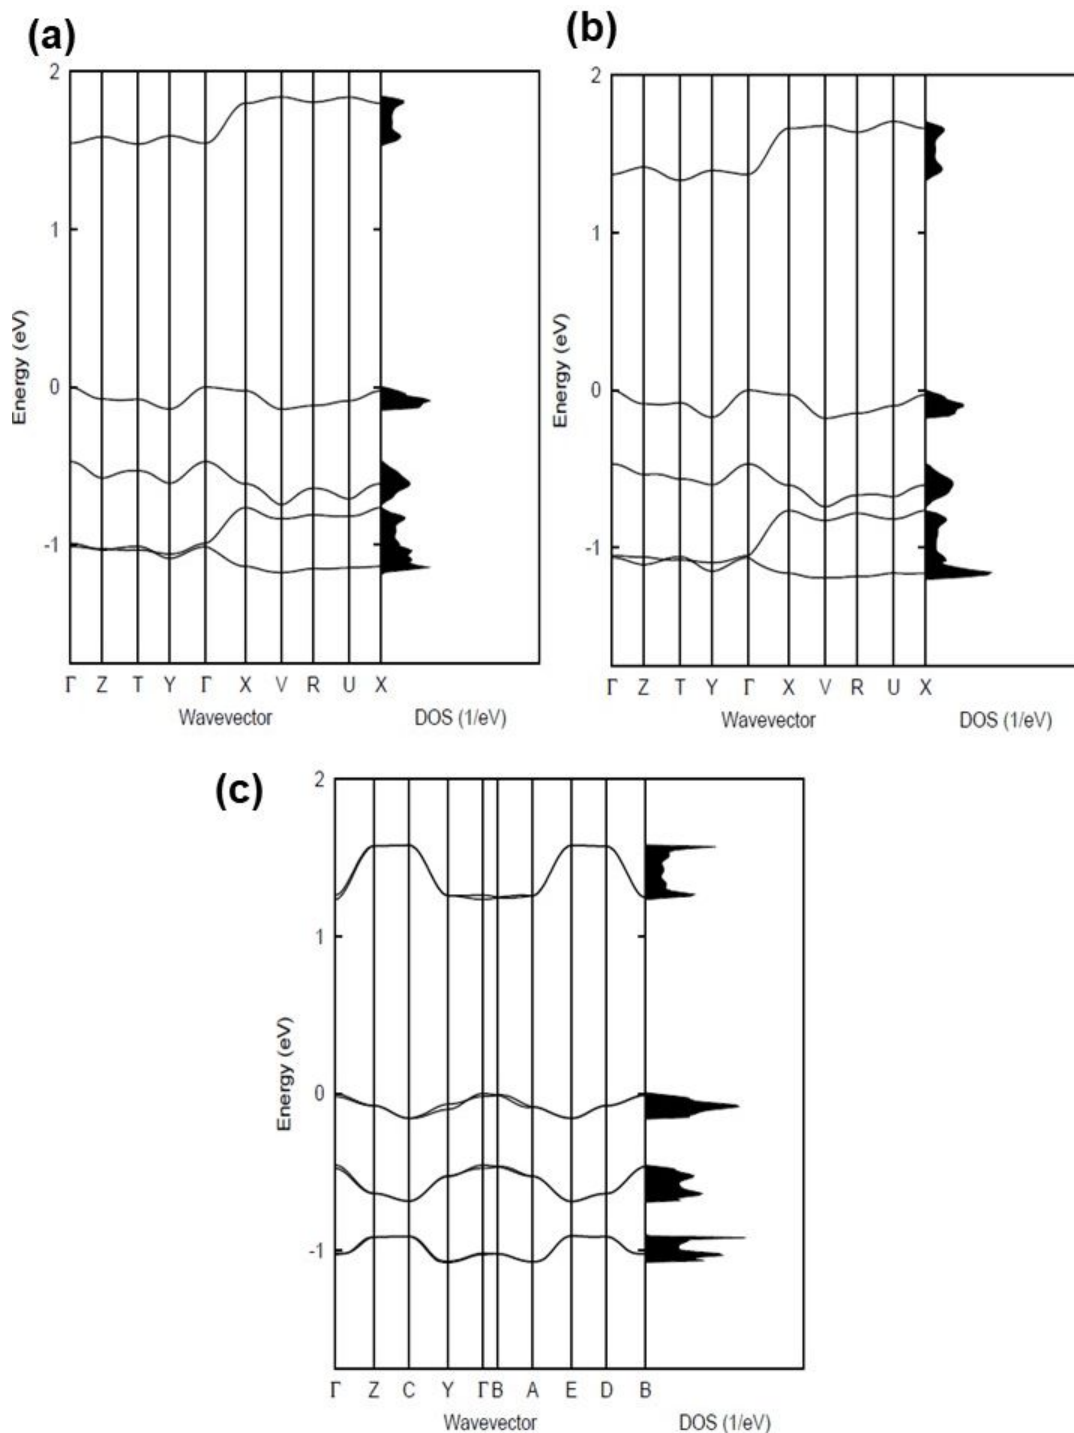 (a)
2
1
0
-1
Energy (eV)
Γ Z T Y Γ X V R U X
Wavevector DOS (1/eV)
(b)
2
1
0
-1
Energy (eV)
Γ Z T Y Γ X V R U X
Wavevector DOS (1/eV)
(c)
2
1
0
-1
Energy (eV)
Γ Z C Y Γ B A E D B
Wavevector DOS (1/eV)